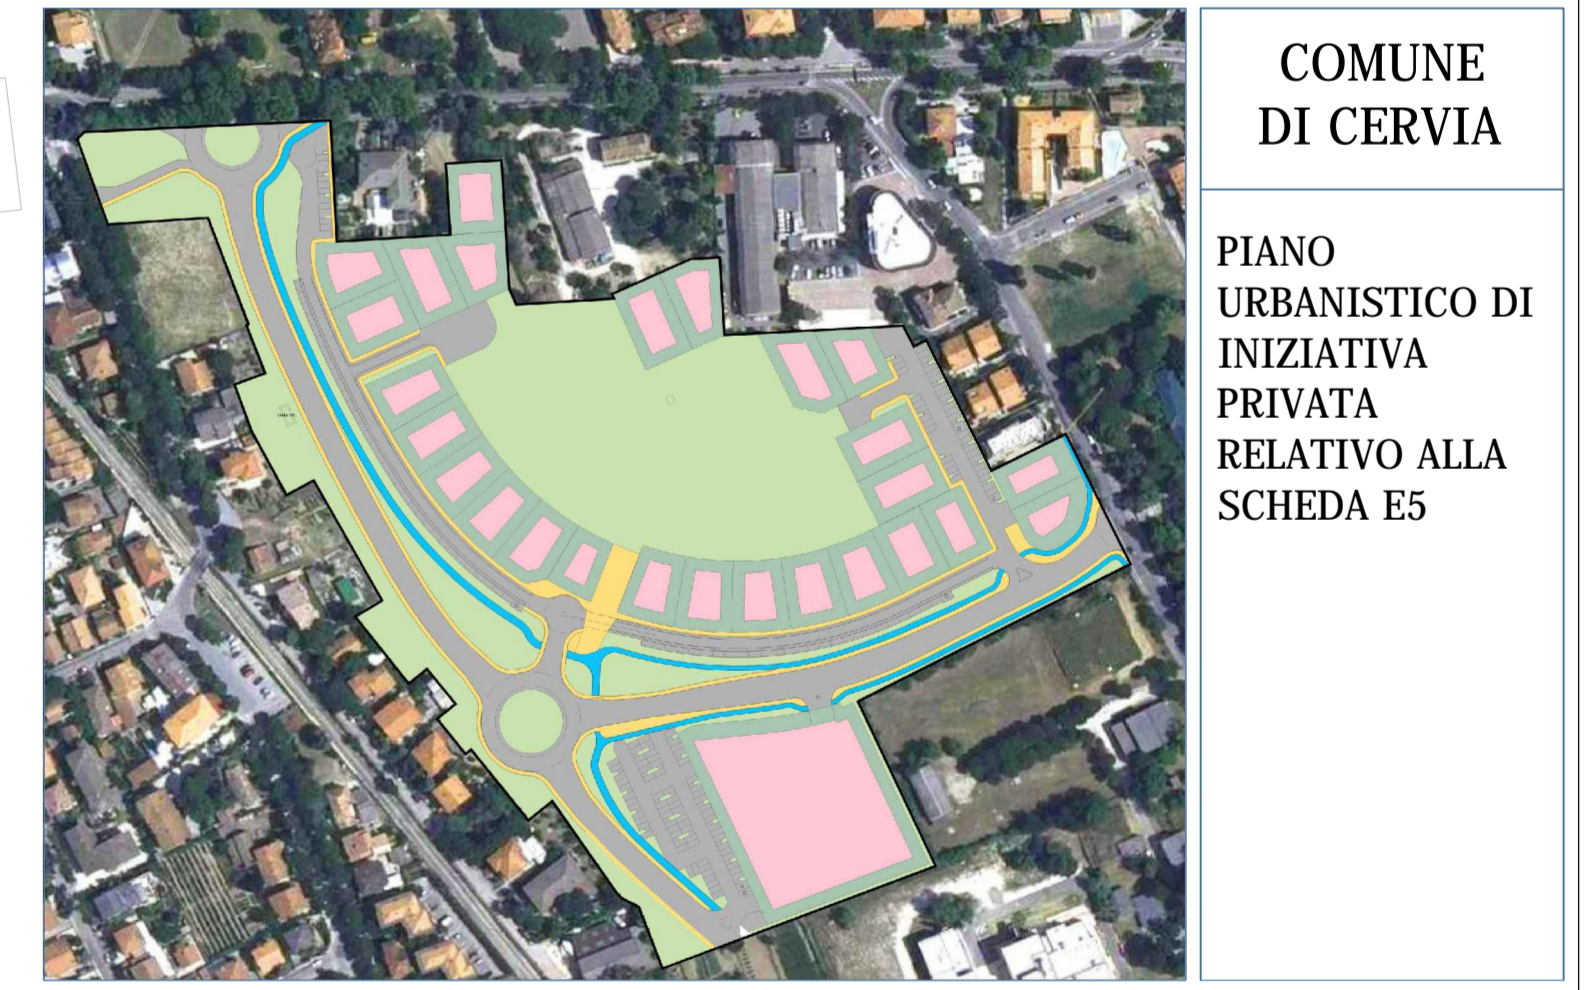 COMUNE
DI CERVIA
PIANO
URBANISTICO DI
INIZIATIVA
PRIVATA
RELATIVO ALLA
SCHEDA E5